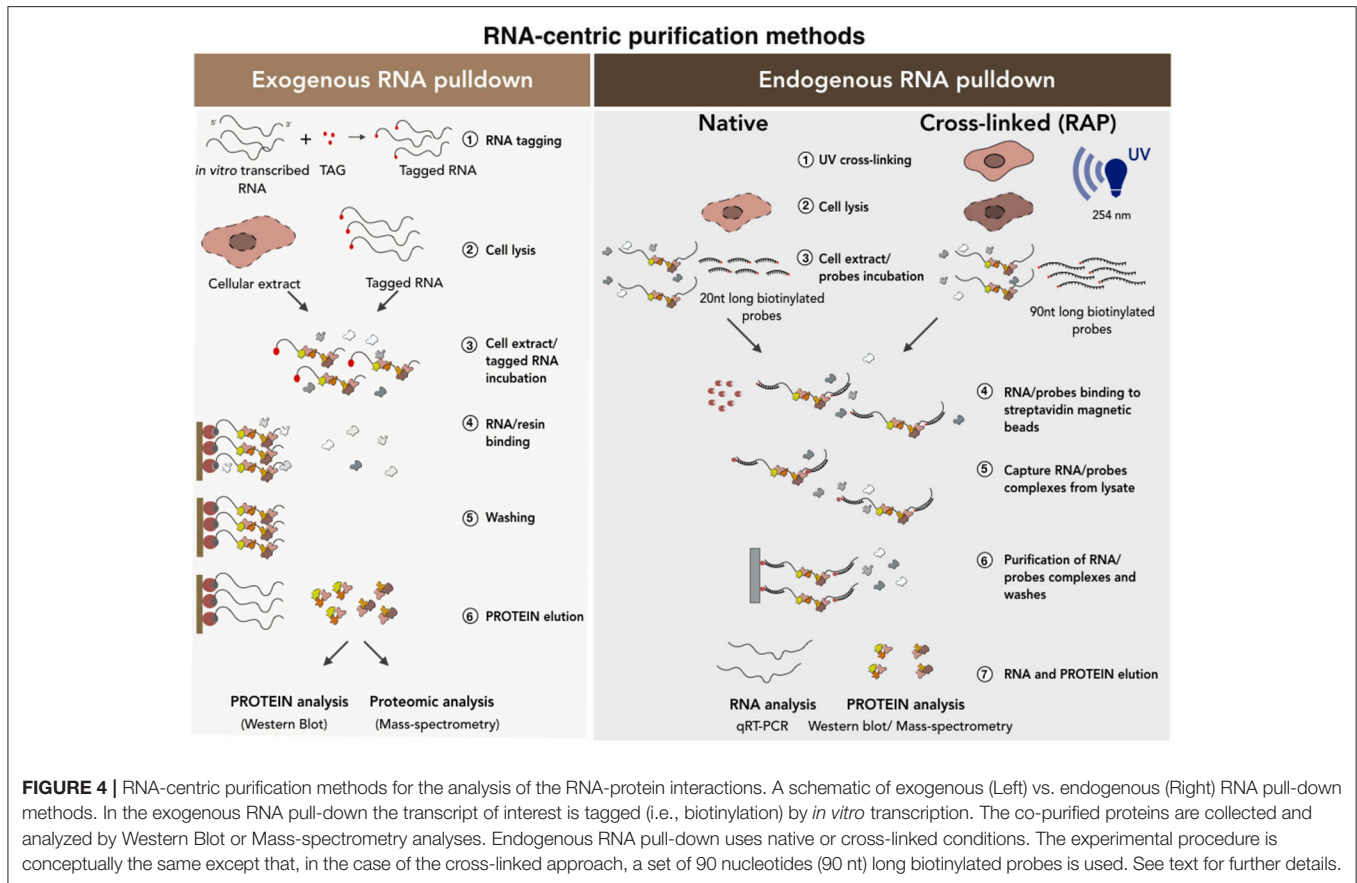 RNA-centric purification methods
Exogenous RNA pulldown
5'
3'
+
in vitro transcribed
RNA
TAG
Tagged RNA
① RNA tagging
Cellular extract
Tagged RNA
② Cell lysis
③ Cell extract/
tagged RNA
incubation
④ RNA/resin
binding
⑤ Washing
⑥ PROTEIN elution
PROTEIN analysis
(Western Blot)
Proteomic analysis
(Mass-spectrometry)
Endogenous RNA pulldown
Native
Cross-linked (RAP)
① UV cross-linking
UV
254 nm
② Cell lysis
③ Cell extract/
probes incubation
20nt long biotinylated
probes
90nt long biotinylated
probes
④ RNA/probes binding to
streptavidin magnetic
beads
⑤ Capture RNA/probes
complexes from lysate
⑥ Purification of RNA/
probes complexes and
washes
⑦ RNA and PROTEIN elution
RNA analysis
qRT-PCR
PROTEIN analysis
Western blot/ Mass-spectrometry
FIGURE 4 | RNA-centric purification methods for the analysis of the RNA-protein interactions. A schematic of exogenous (Left) vs. endogenous (Right) RNA pull-down
methods. In the exogenous RNA pull-down the transcript of interest is tagged (i.e., biotinylation) by in vitro transcription. The co-purified proteins are collected and
analyzed by Western Blot or Mass-spectrometry analyses. Endogenous RNA pull-down uses native or cross-linked conditions. The experimental procedure is
conceptually the same except that, in the case of the cross-linked approach, a set of 90 nucleotides (90 nt) long biotinylated probes is used. See text for further details.